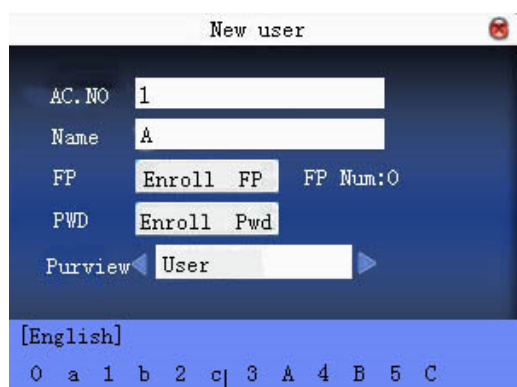 New user
AC.NO 1
Name A
FP Enroll FP FP Num:0
PWD Enroll Pwd
Purview User
[English]
0 a 1 b 2 c 3 A 4 B 5 C